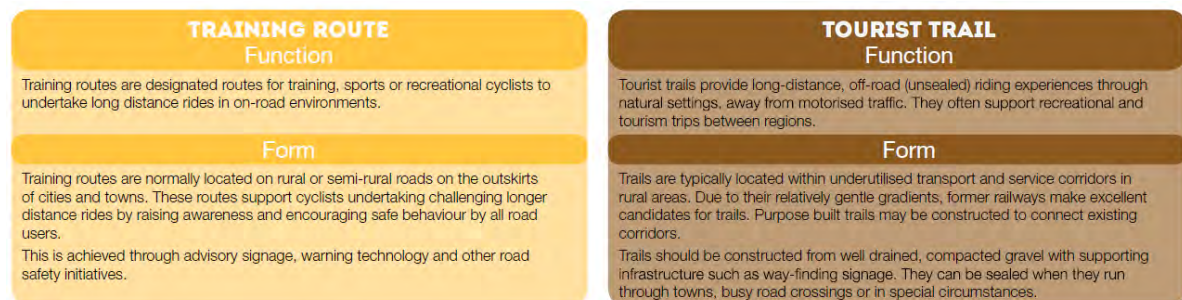 TRAINING ROUTE
Function
Training routes are designated routes for training, sports or recreational cyclists to
undertake long distance rides in on-road environments.
Form
Training routes are normally located on rural or semi-rural roads on the outskirts
of cities and towns. These routes support cyclists undertaking challenging longer
distance rides by raising awareness and encouraging safe behaviour by all road
users.
This is achieved through advisory signage, warning technology and other road
safety initiatives.
TOURIST TRAIL
Function
Tourist trails provide long-distance, off-road (unsealed) riding experiences through
natural settings, away from motorised traffic. They often support recreational and
tourism trips between regions.
Form
Trails are typically located within underutilised transport and service corridors in
rural areas. Due to their relatively gentle gradients, former railways make excellent
candidates for trails. Purpose built trails may be constructed to connect existing
corridors.
Trails should be constructed from well drained, compacted gravel with supporting
infrastructure such as way-finding signage. They can be sealed when they run
through towns, busy road crossings or in special circumstances.